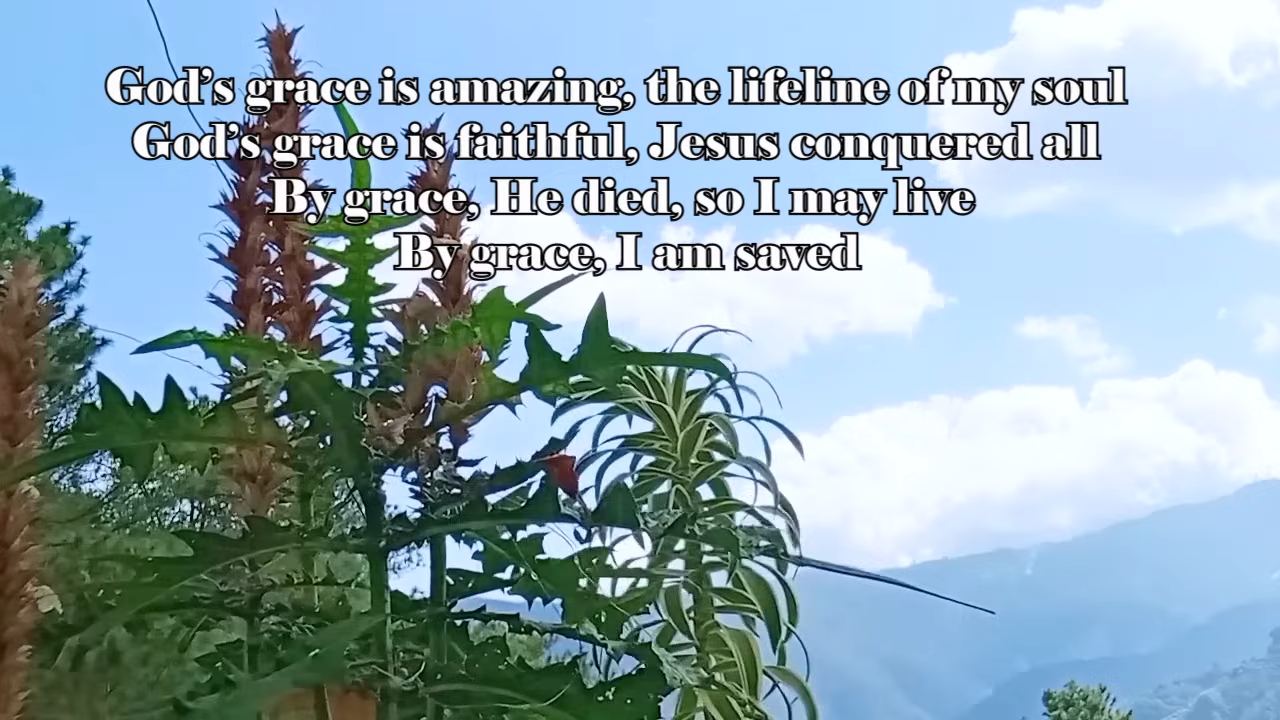 God's grace is amazing, the lifeline of my soul
God's grace is faithful, Jesus conquered all
By grace, He died, so I may live
By grace, I am saved